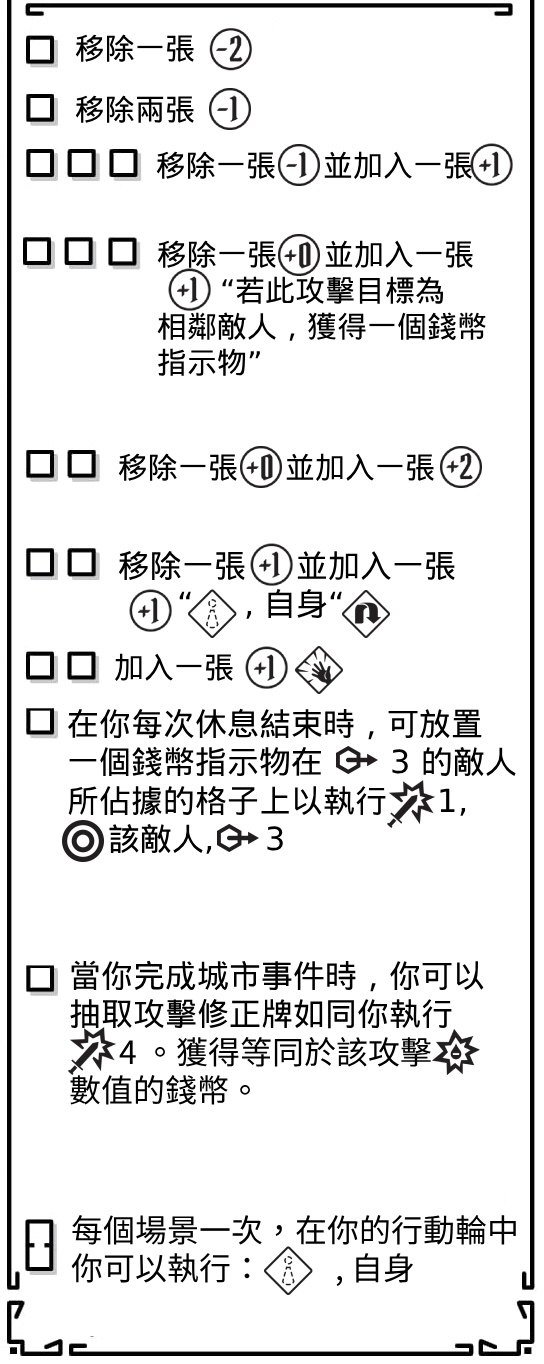 移除一張 -2
移除兩張 -1
移除一張 -1 並加入一張 +1
移除一張 +0 並加入一張
+1 “若此攻擊目標為
相鄰敵人，獲得一個錢幣
指示物”
移除一張 +0 並加入一張 +2
移除一張 +1 並加入一張
+1 “ , 自身“
加入一張 +1
在你每次休息結束時，可放置
一個錢幣指示物在 3 的敵人
所佔據的格子上以執行 1,
該敵人, 3
當你完成城市事件時，你可以
抽取攻擊修正牌如同你執行
4 。獲得等同於該攻擊
數值的錢幣。
每個場景一次，在你的行動輪中
你可以執行： , 自身